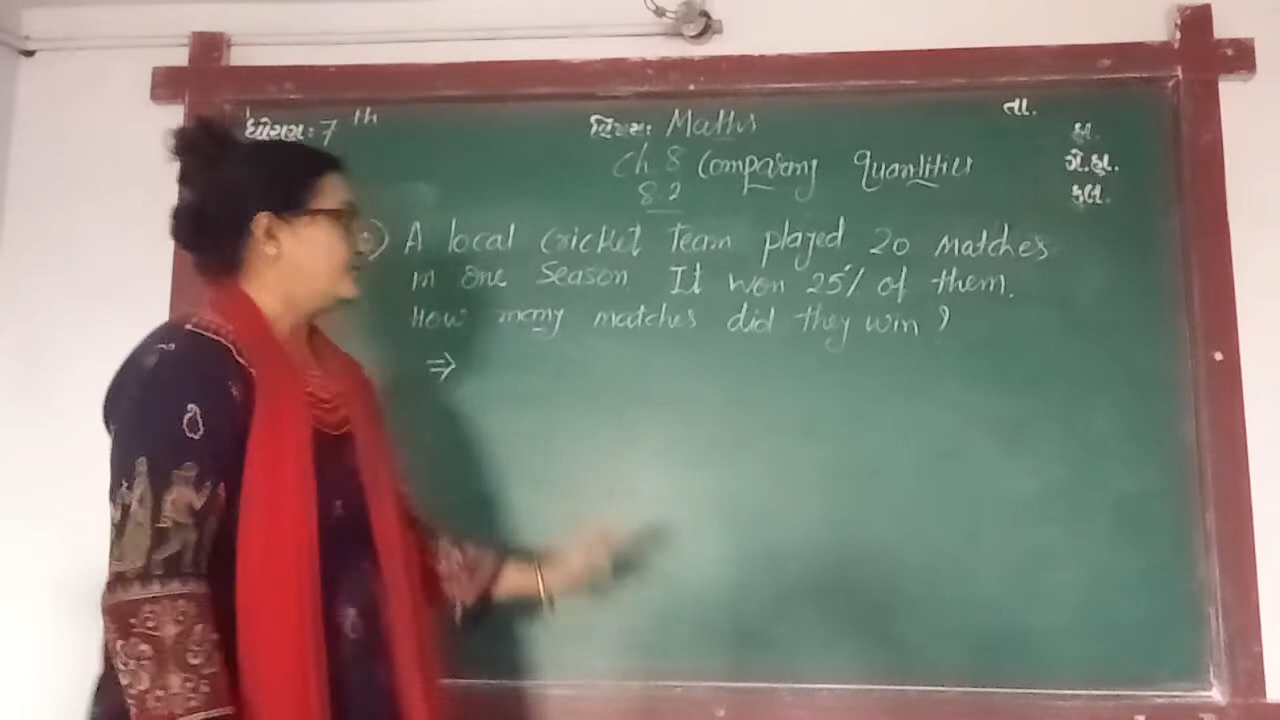 ધોરણ: 7th
વિષય: Maths
તા.
Ch 8 Comparing Quantities
8.2
હા.
ગે.હા.
કુલ.
A local cricket team played 20 matches
in one season It won 25% of them.
How many matches did they win ?
⇒